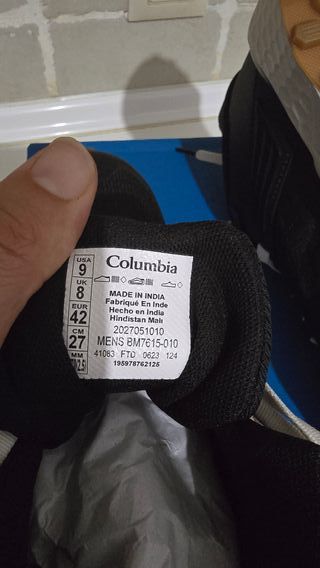 USA
9
UK
8
EUR
42
CM
27
MM
Columbia
MADE IN INDIA
Fabriqué En Inde
Hecho en India
Hindistan Malı
2027051010
MENS BM7615-010
41063 FTD 0623 124
195978762125